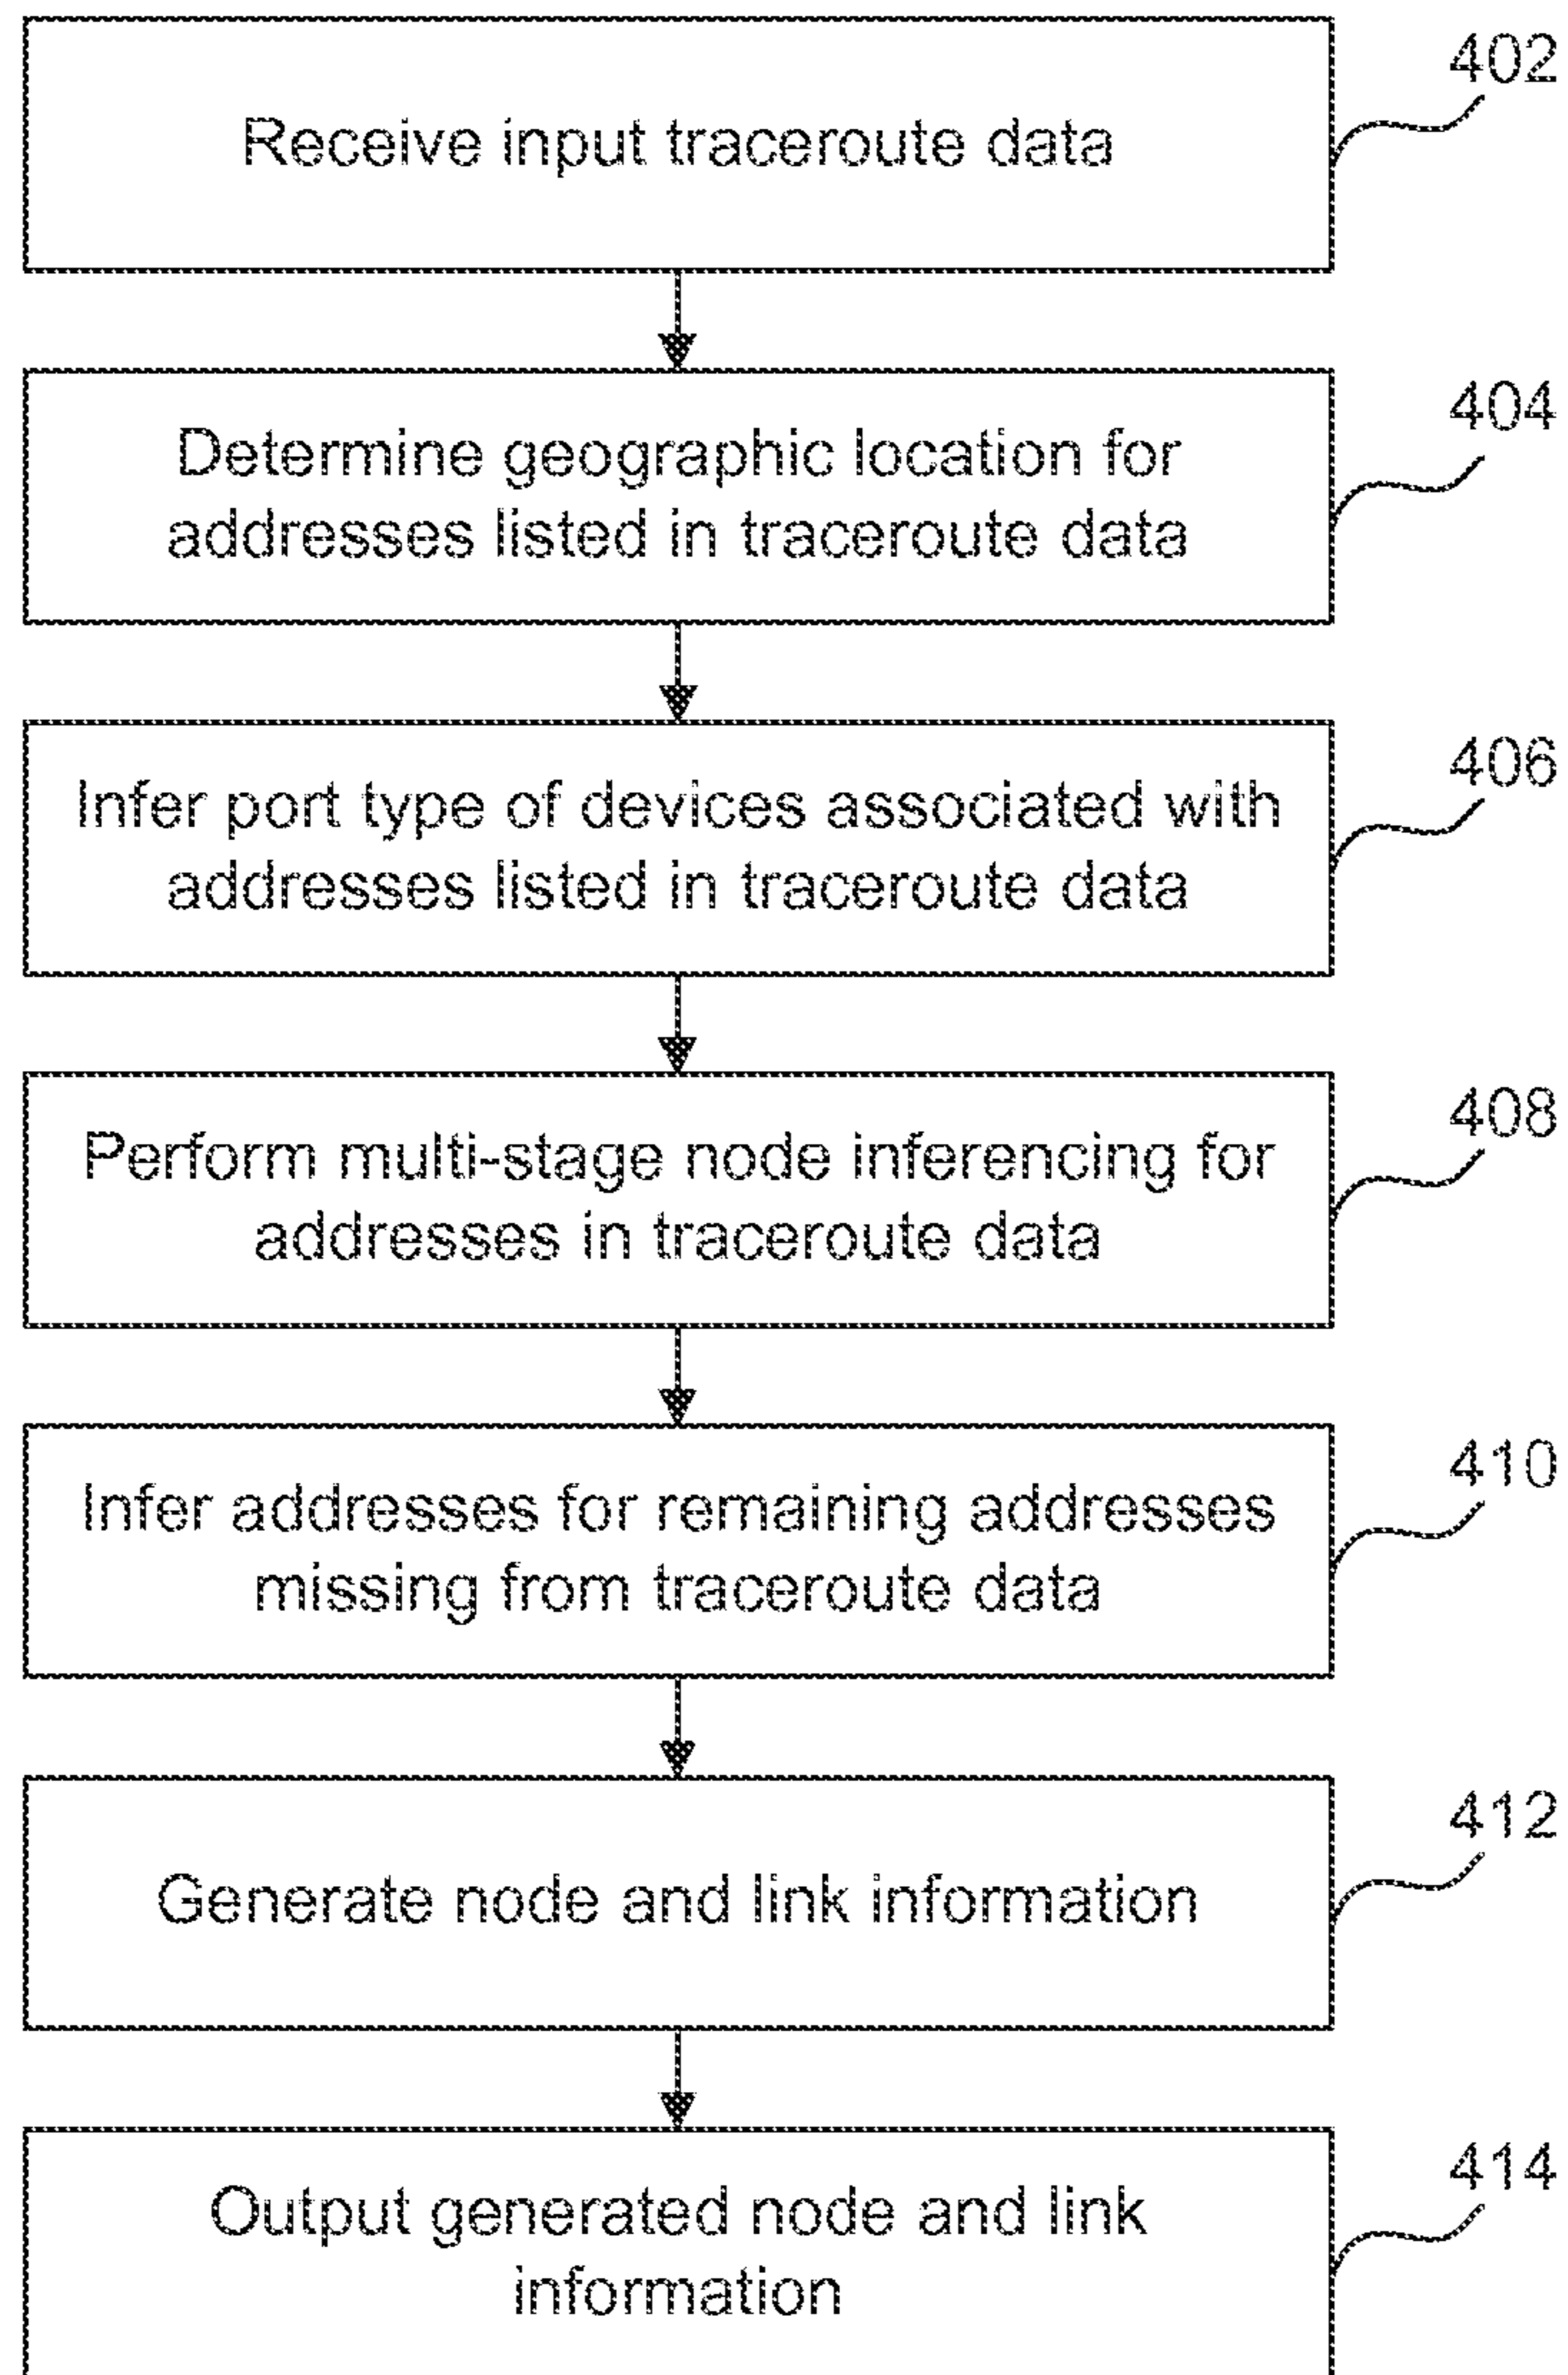 402
Receive input traceroute data
404
Determine geographic location for
addresses listed in traceroute data
406
Infer port type of devices associated with
addresses listed in traceroute data
408
Perform multi-stage node inferencing for
addresses in traceroute data
410
Infer addresses for remaining addresses
missing from traceroute data
412
Generate node and link information
414
Output generated node and link
information